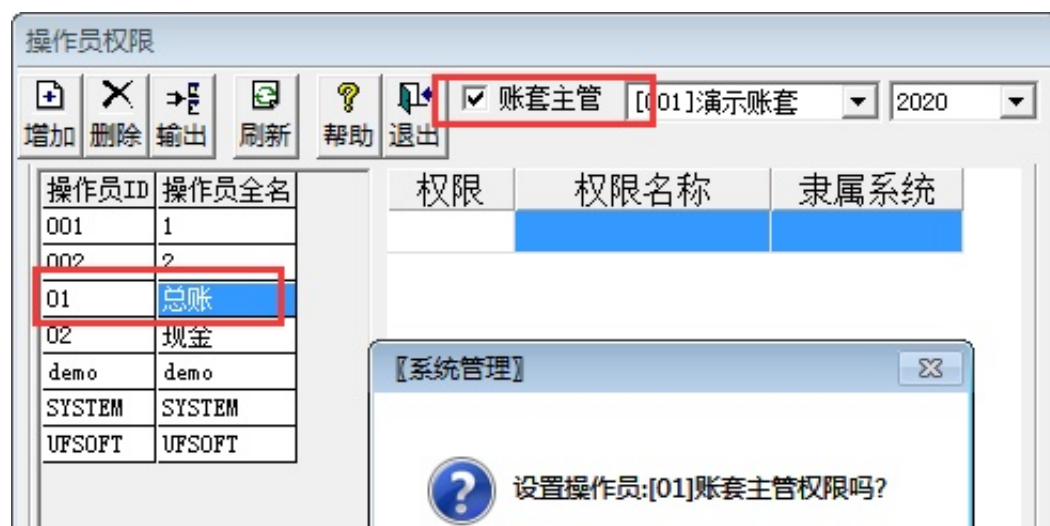 操作员权限
增加 删除 输出 刷新 帮助 退出 账套主管 [001]演示账套 2020
操作员ID 操作员全名 权限 权限名称 隶属系统
001 1
002 2
01 总账
02 现金
demo demo
SYSTEM SYSTEM
UFSOFT UFSOFT
〖系统管理〗
设置操作员:[01]账套主管权限吗?